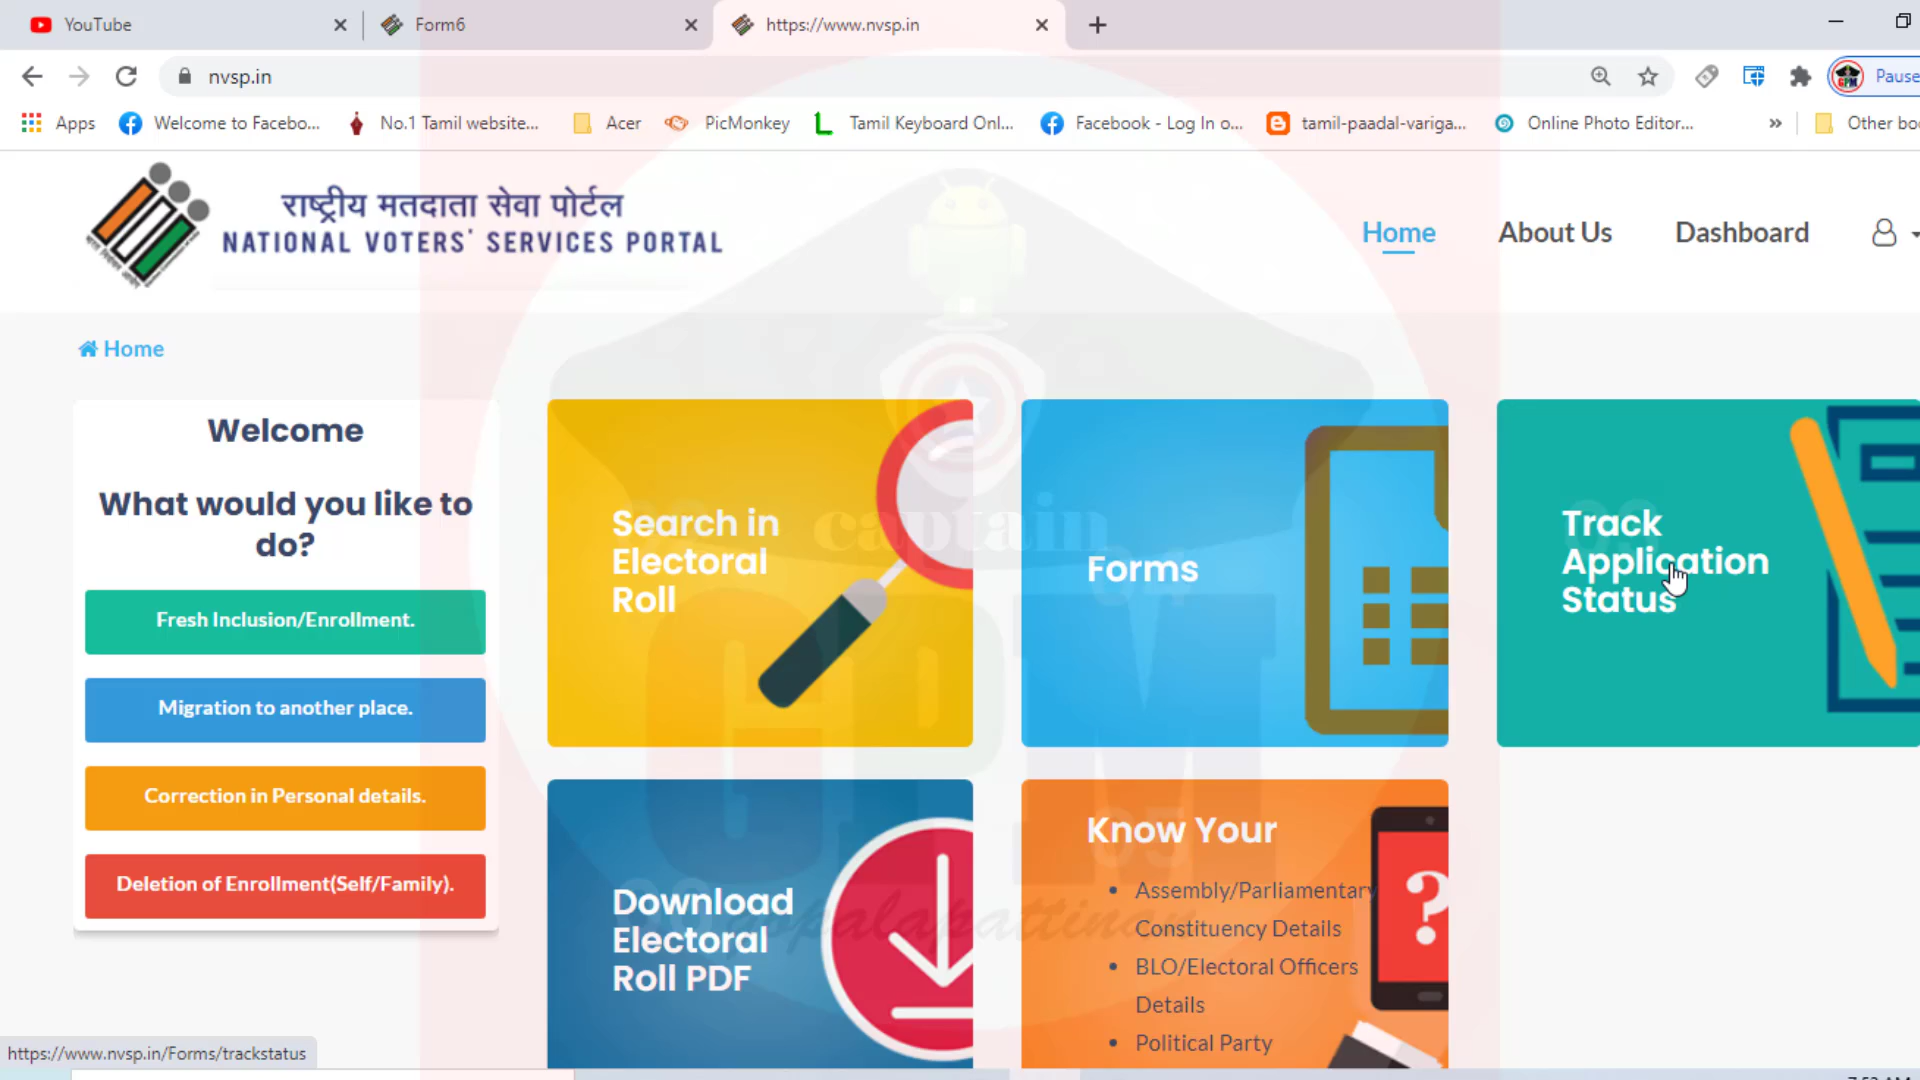 YouTube
Form6
https://www.nvsp.in
nvsp.in
Pause
Apps
Welcome to Facebo...
No.1 Tamil website...
Acer
PicMonkey
Tamil Keyboard Onl...
Facebook - Log In o...
tamil-paadal-variga...
Online Photo Editor...
»
Other bo
राष्ट्रीय मतदाता सेवा पोर्टल
NATIONAL VOTERS' SERVICES PORTAL
Home
About Us
Dashboard
Home
Welcome
What would you like to
do?
Fresh Inclusion/Enrollment.
Migration to another place.
Correction in Personal details.
Deletion of Enrollment(Self/Family).
Search in
Electoral
Roll
Forms
04
Track
Application
Status
captain
GPM
gopalapattinam
Download
Electoral
Roll PDF
Know Your
05
• Assembly/Parliamentary
Constituency Details
• BLO/Electoral Officers
Details
• Political Party
https://www.nvsp.in/Forms/trackstatus